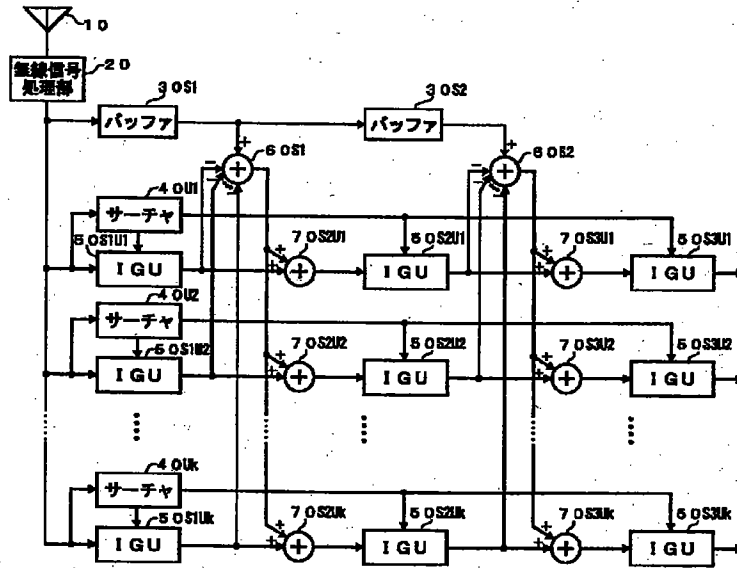 10
無線信号
処理部
20
30S1
バッファ
30S2
バッファ
+
-
-
-
60S1
+
-
-
-
60S2
40U1
サーチャ
50S1U1
IGU
+
+
70S2U1
50S2U1
IGU
+
+
70S3U1
50S3U1
IGU
40U2
サーチャ
50S1U2
IGU
+
+
70S2U2
50S2U2
IGU
+
+
70S3U2
50S3U2
IGU
40Uk
サーチャ
50S1Uk
IGU
+
+
70S2Uk
50S2Uk
IGU
+
+
70S3Uk
50S3Uk
IGU